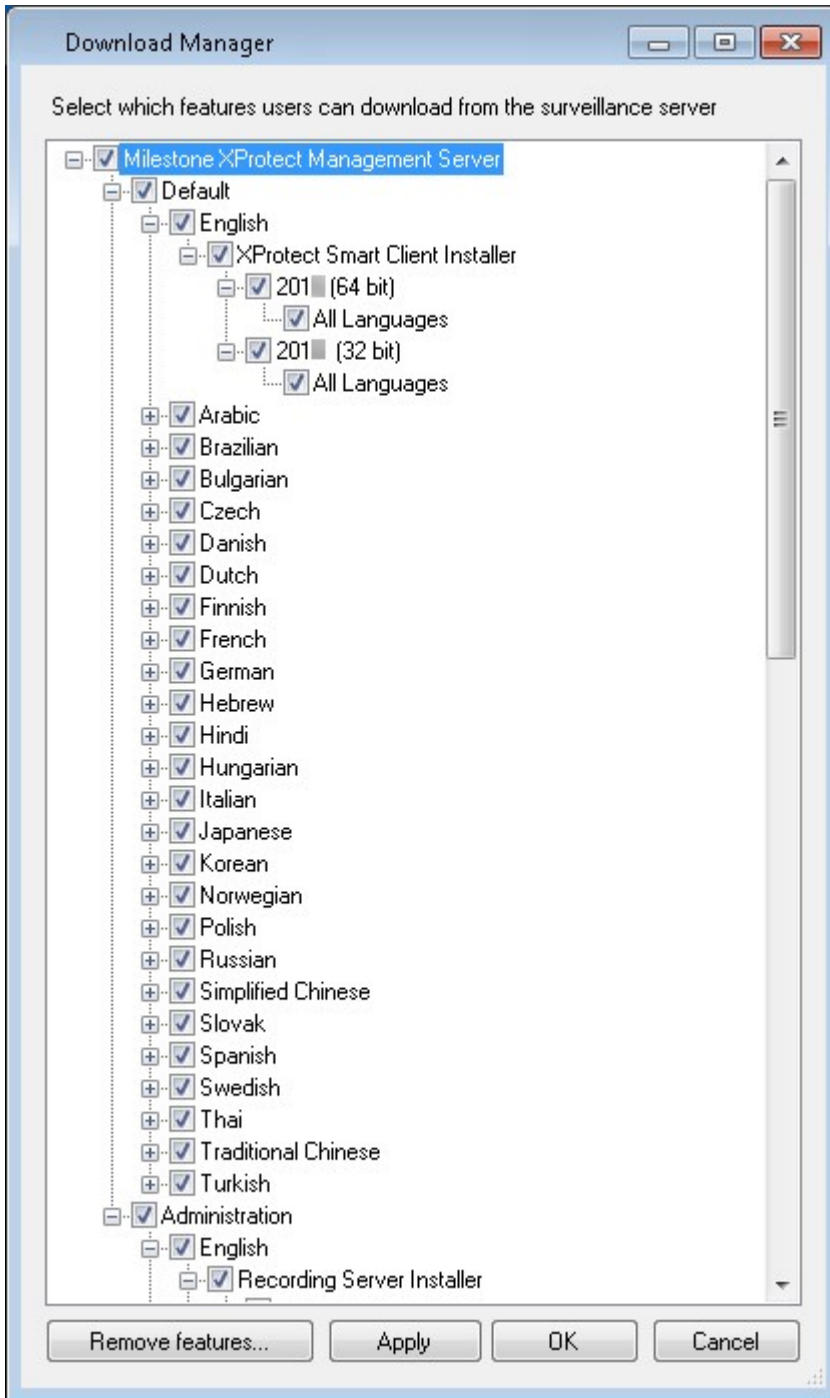 Download Manager
Select which features users can download from the surveillance server
Milestone XProtect Management Server
Default
English
XProtect Smart Client Installer
201 (64 bit)
All Languages
201 (32 bit)
All Languages
Arabic
Brazilian
Bulgarian
Czech
Danish
Dutch
Finnish
French
German
Hebrew
Hindi
Hungarian
Italian
Japanese
Korean
Norwegian
Polish
Russian
Simplified Chinese
Slovak
Spanish
Swedish
Thai
Traditional Chinese
Turkish
Administration
English
Recording Server Installer
Remove features...
Apply
OK
Cancel